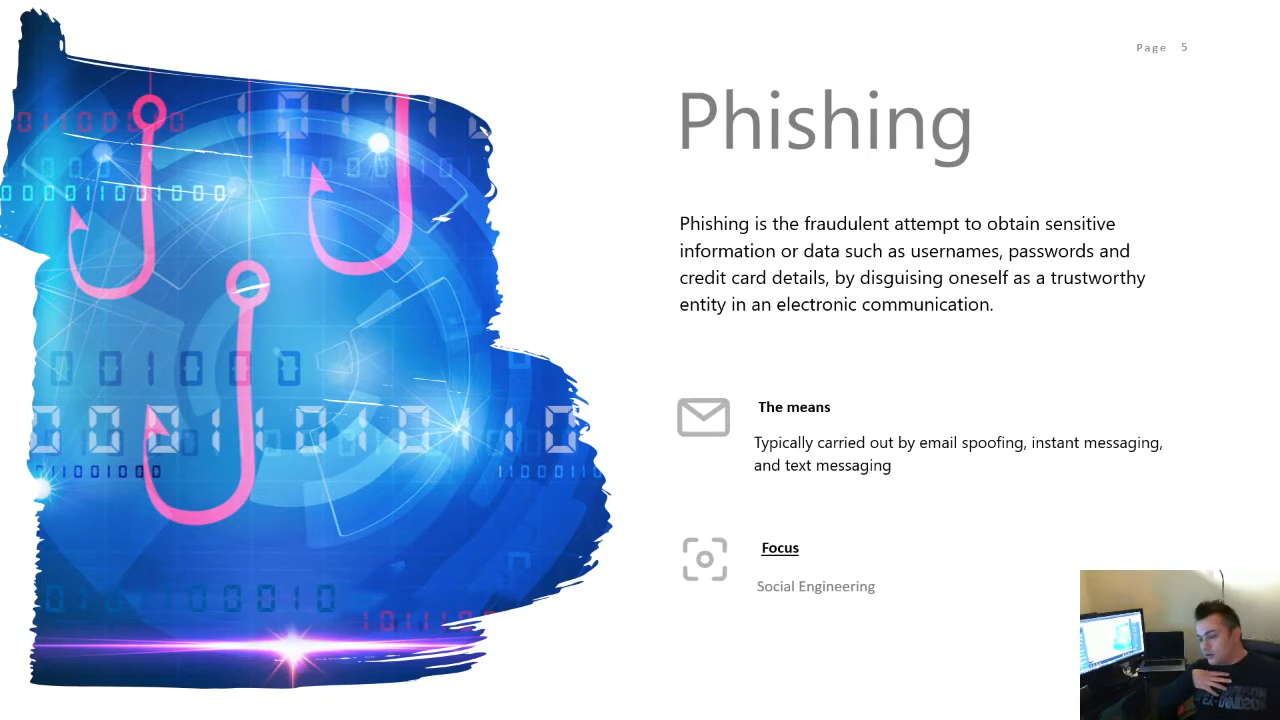 Page 5
Phishing
Phishing is the fraudulent attempt to obtain sensitive
information or data such as usernames, passwords and
credit card details, by disguising oneself as a trustworthy
entity in an electronic communication.
The means
Typically carried out by email spoofing, instant messaging,
and text messaging
Focus
Social Engineering